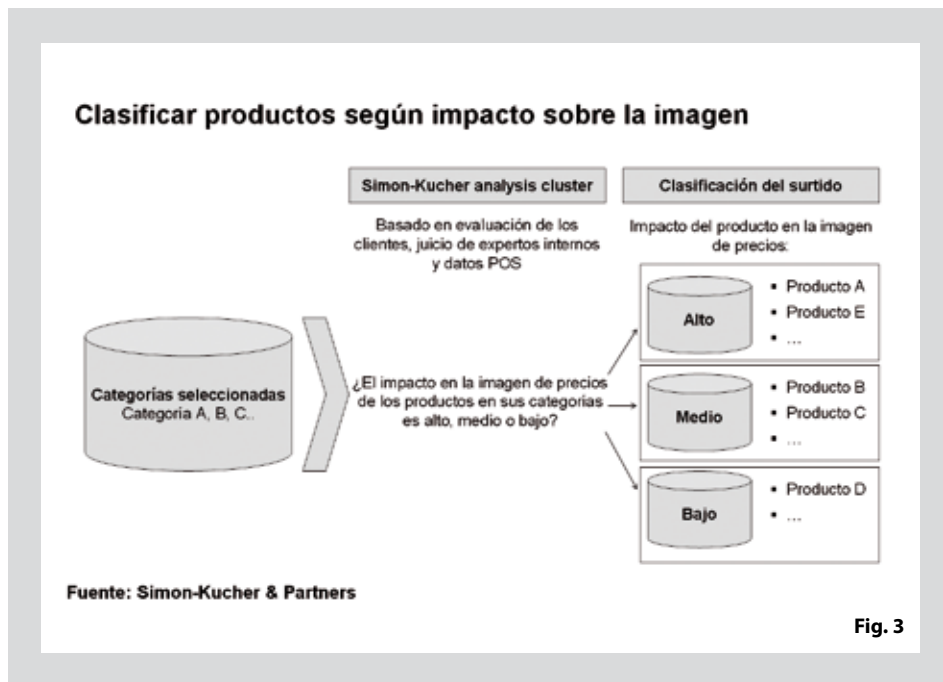 Clasificar productos según impacto sobre la imagen
Simon-Kucher analysis cluster
Basado en evaluación de los
clientes, juicio de expertos internos
y datos POS
Clasificación del surtido
Impacto del producto en la imagen
de precios:
Categorías seleccionadas
Categoria A, B, C..
¿El impacto en la imagen de precios
de los productos en sus categorias
es alto, medio o bajo?
Alto
▪ Producto A
▪ Producto E
▪ ...
Medio
▪ Producto B
▪ Producto C
▪ ...
Bajo
▪ Producto D
▪ ...
Fuente: Simon-Kucher & Partners
Fig. 3